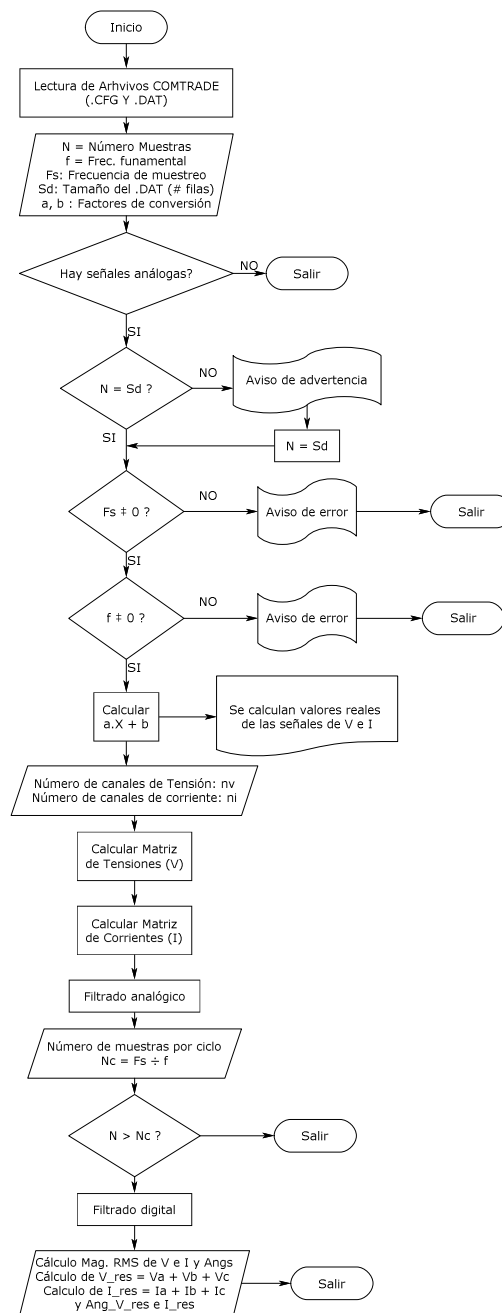 Inicio
Lectura de Arhvivos COMTRADE
(.CFG Y .DAT)
N = Número Muestras
f = Frec. funamental
Fs: Frecuencia de muestreo
Sd: Tamaño del .DAT (# filas)
a, b : Factores de conversión
Hay señales análogas?
NO
Salir
SI
N = Sd ?
NO
Aviso de advertencia
SI
N = Sd
Fs ‡ 0 ?
NO
Aviso de error
Salir
SI
f ‡ 0 ?
NO
Aviso de error
Salir
SI
Calcular
a.X + b
Se calculan valores reales
de las señales de V e I
Número de canales de Tensión: nv
Número de canales de corriente: ni
Calcular Matriz
de Tensiones (V)
Calcular Matriz
de Corrientes (I)
Filtrado analógico
Número de muestras por ciclo
Nc = Fs ÷ f
N > Nc ?
Salir
Filtrado digital
Cálculo Mag. RMS de V e I y Angs
Cálculo de V_res = Va + Vb + Vc
Calculo de I_res = Ia + Ib + Ic
y Ang_V_res e I_res
Salir